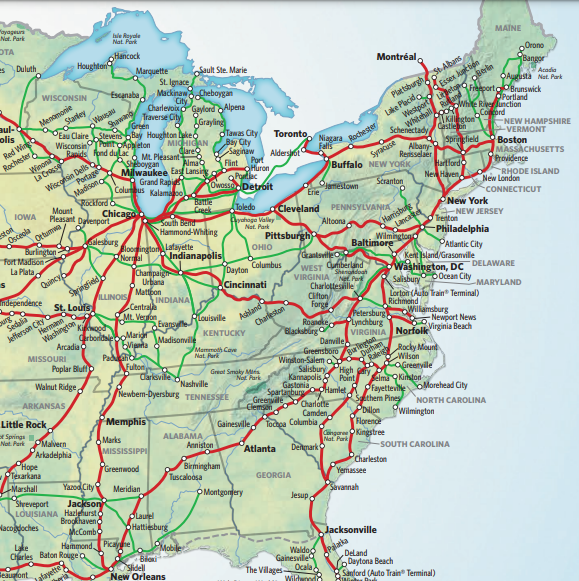 Voyageurs
Nat. Park
Isle Royale
Nat. Park
MAINE
Hancock
Houghton
Duluth
Marquette
Sault Ste. Marie
St. Ignace
Mackinaw
City
Escanaba
Charlevoix
Traverse
City
Gaylord
Alpena
Grayling
WISCONSIN
Menomonie
Stanley
Wausau
Shawano
Eau Claire
Stevens
Point
Green
Bay
Appleton
Wisconsin
Rapids
Fond du Lac
Houghton Lake
MICHIGAN
Tawas City
Bay City
Saginaw
Clare
Alma
Mt. Pleasant
East Lansing
Flint
Port
Huron
Pontiac
Owosso
Detroit
Red Wing
Winona
Rochester
La Crosse
Wisconsin Dells
Portage
Madison
Columbus
Sheboygan
Milwaukee
Grand Rapids
Kalamazoo
Battle
Creek
Rockford
Chicago
South Bend
Hammond-Whiting
Toledo
Cleveland
Cuyahoga Valley
Nat. Park
Toronto
Aldershot
Niagara
Falls
Rochester
Buffalo
Jamestown
Erie
Syracuse
NEW YORK
Montréal
St. Albans
Essex Junction
Plattsburgh
Lake Placid
Westport
Whitehall
Schenectady
Albany-
Rensselaer
Killington
Castleton
White River Junction
Berlin
Freeport
Orono
Bangor
Acadia
Nat. Park
Augusta
Brunswick
Portland
Concord
NEW HAMPSHIRE
VERMONT
Boston
MASSACHUSETTS
Springfield
Providence
Hartford
RHODE ISLAND
New Haven
New London
CONNECTICUT
Scranton
New York
NEW JERSEY
PENNSYLVANIA
Altoona
Harrisburg
Lancaster
Trenton
Philadelphia
Atlantic City
Pittsburgh
Wilmington
Baltimore
Kent Island/Grasonville
DELAWARE
Washington, DC
Ocean City
MARYLAND
Salisbury
Lorton (Auto Train® Terminal)
Grantsville
Cumberland
Shenandoah
Nat. Park
WEST
VIRGINIA
Charlottesville
Clifton
Forge
Richmond
Williamsburg
Newport News
Virginia Beach
Norfolk
Petersburg
Lynchburg
Roanoke
Blacksburg
VIRGINIA
Danville
IOWA
Mount
Pleasant
Davenport
Osceola
Ottumwa
Burlington
Galesburg
Fort Madison
La Plata
Quincy
Springfield
Bloomington
Normal
ILLINOIS
Lafayette
Indianapolis
OHIO
Dayton
Columbus
Cincinnati
Champaign
Urbana
Mattoon
INDIANA
Independence
Sedalia
Jefferson City
Hermann
Washington
St. Louis
Kirkwood
Centralia
Mt. Vernon
Evansville
Louisville
Ashland
Charleston
KENTUCKY
Carbondale
Marion
Vienna
Madisonville
Mammoth Cave
Nat. Park
MISSOURI
Arcadia
Paducah
Fulton
Poplar Bluff
Clarksville
Nashville
Great Smoky Mtns.
Nat. Park
TENNESSEE
Walnut Ridge
Newbern-Dyersburg
ARKANSAS
Greensboro
Winston-Salem
Salisbury
Kannapolis
High
Point
Burlington
Durham
Cary
Raleigh
Rocky Mount
Wilson
Greenville
Kinston
Morehead City
Selma
Fayetteville
Southern Pines
NORTH CAROLINA
Wilmington
Hamlet
Gastonia
Spartanburg
Greenville
Clemson
Gainesville
Toccoa
Charlotte
Camden
Columbia
Dillon
Florence
Kingstree
SOUTH CAROLINA
Congaree
Nat. Park
Denmark
Charleston
Yemassee
Savannah
Little Rock
Hot Springs
Nat. Park
Malvern
Arkadelphia
Hope
Texarkana
Marshall
Shreveport
LOUISIANA
Nacogdoches
Memphis
Marks
MISSISSIPPI
Greenwood
Yazoo City
Meridian
Jackson
Hazlehurst
Brookhaven
McComb
Laurel
Hattiesburg
ALABAMA
Anniston
Birmingham
Tuscaloosa
Montgomery
Atlanta
GEORGIA
Jesup
Hammond
Picayune
Lake
Charles
Baton Rouge
Lafayette
Beaumont
Slidell
Biloxi
Mobile
New Orleans
Jacksonville
Palatka
Waldo
Gainesville
Ocala
The Villages
Wildwood
DeLand
Daytona Beach
Sanford (Auto Train® Terminal)
Winter Park